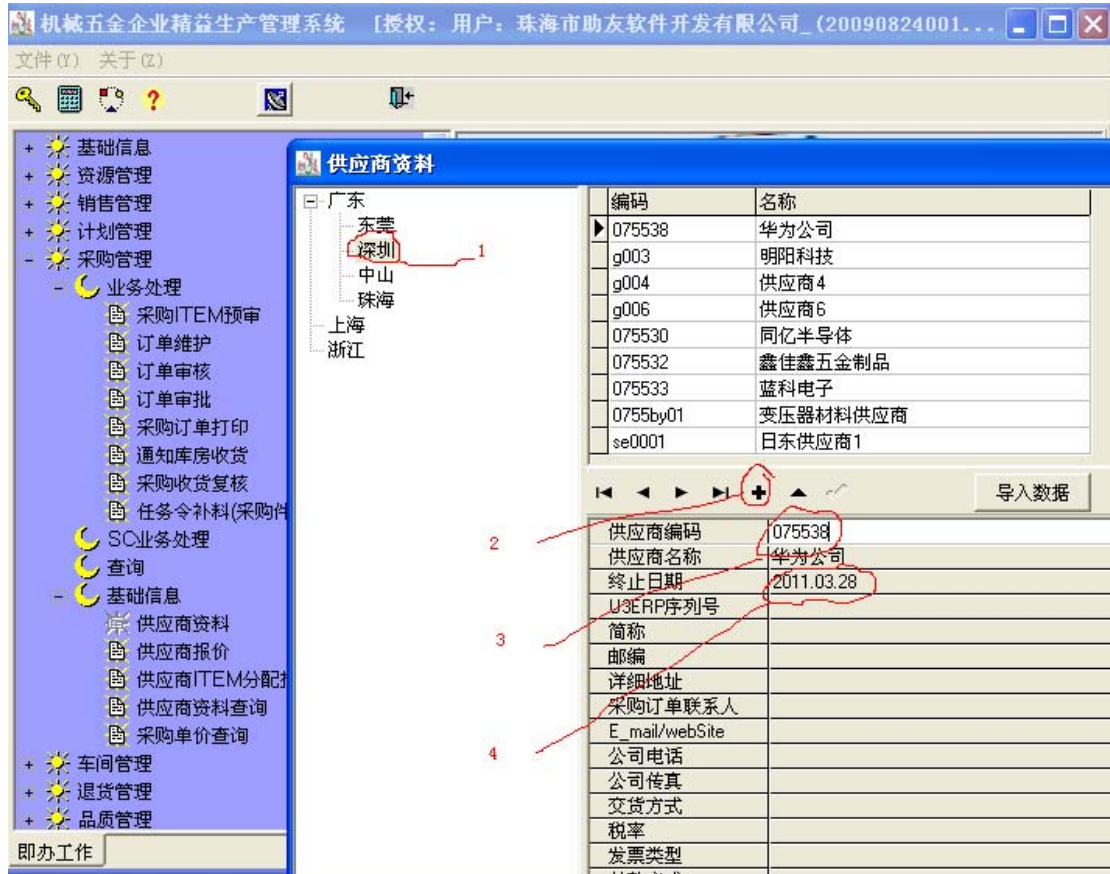 机械五金企业精益生产管理系统 [授权: 用户: 珠海市助友软件开发有限公司_(20090824001...
文件(Y) 关于(Z)
+ 基础信息
+ 资源管理
+ 销售管理
+ 计划管理
- 采购管理
- 业务处理
采购ITEM预审
订单维护
订单审核
订单审批
采购订单打印
通知库房收货
采购收货复核
任务令补料(采购件
SC业务处理
查询
- 基础信息
供应商资料
供应商报价
供应商ITEM分配
供应商资料查询
采购单价查询
+ 车间管理
+ 退货管理
+ 品质管理
即办工作
供应商资料
广东
东莞
深圳
中山
珠海
上海
浙江
1
编码 名称
075538 华为公司
g003 明阳科技
g004 供应商4
g006 供应商6
075530 同亿半导体
075532 鑫佳鑫五金制品
075533 蓝科电子
0755by01 变压器材料供应商
se0001 日东供应商1
导入数据
2
3
4
供应商编码 075538
供应商名称 华为公司
终止日期 2011.03.28
U3ERP序列号
简称
邮编
详细地址
采购订单联系人
E_mail/webSite
公司电话
公司传真
交货方式
税率
发票类型